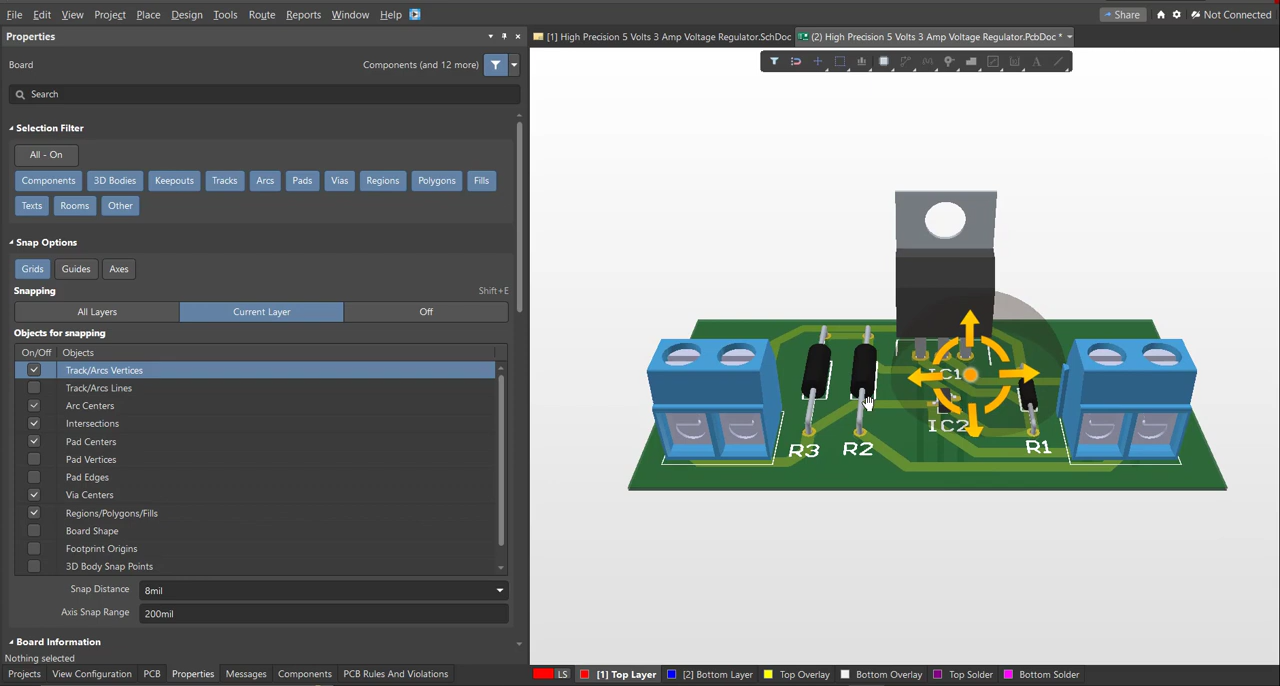 File Edit View Project Place Design Tools Route Reports Window Help
Share
Not Connected
Properties
[1] High Precision 5 Volts 3 Amp Voltage Regulator.SchDoc
(2) High Precision 5 Volts 3 Amp Voltage Regulator.PcbDoc *
Board
Components (and 12 more)
Search
Selection Filter
All - On
Components 3D Bodies Keepouts Tracks Arcs Pads Vias Regions Polygons Fills
Texts Rooms Other
Snap Options
Grids Guides Axes
Snapping
Shift+E
All Layers Current Layer Off
Objects for snapping
On/Off Objects
Track/Arcs Vertices
Track/Arcs Lines
Arc Centers
Intersections
Pad Centers
Pad Vertices
Pad Edges
Via Centers
Regions/Polygons/Fills
Board Shape
Footprint Origins
3D Body Snap Points
Snap Distance 8mil
Axis Snap Range 200mil
Board Information
Nothing selected
Projects View Configuration PCB Properties Messages Components PCB Rules And Violations
IC1
IC2
R3 R2 R1
LS [1] Top Layer [2] Bottom Layer Top Overlay Bottom Overlay Top Solder Bottom Solder